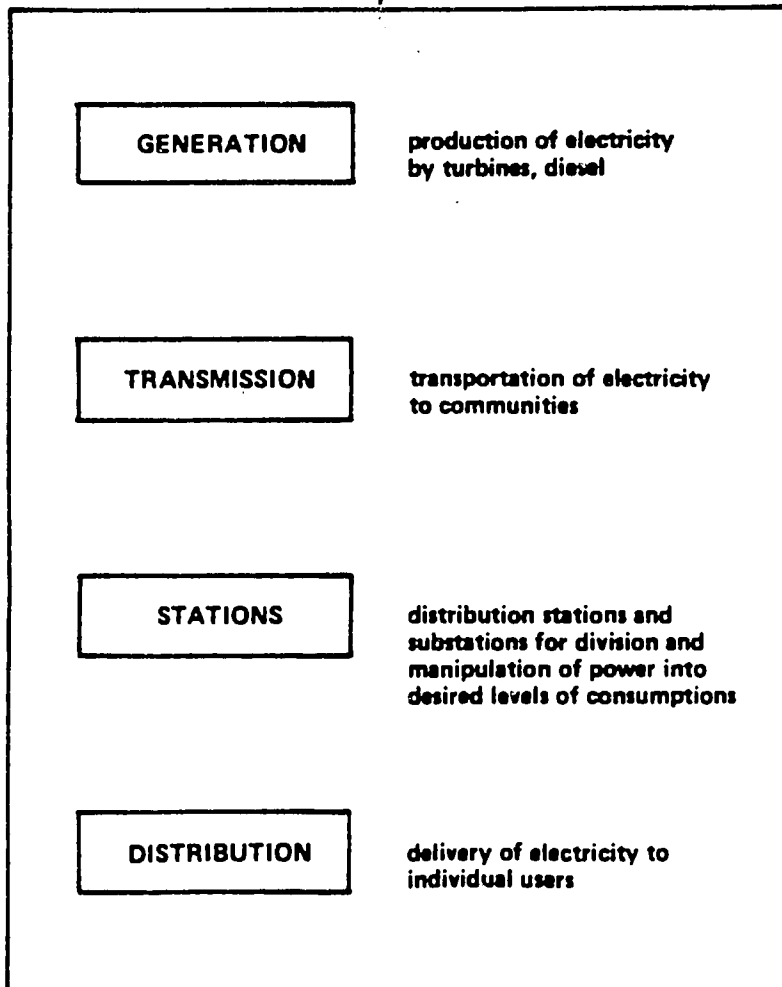 GENERATION
production of electricity
by turbines, diesel
TRANSMISSION
transportation of electricity
to communities
STATIONS
distribution stations and
substations for division and
manipulation of power into
desired levels of consumptions
DISTRIBUTION
delivery of electricity to
individual users